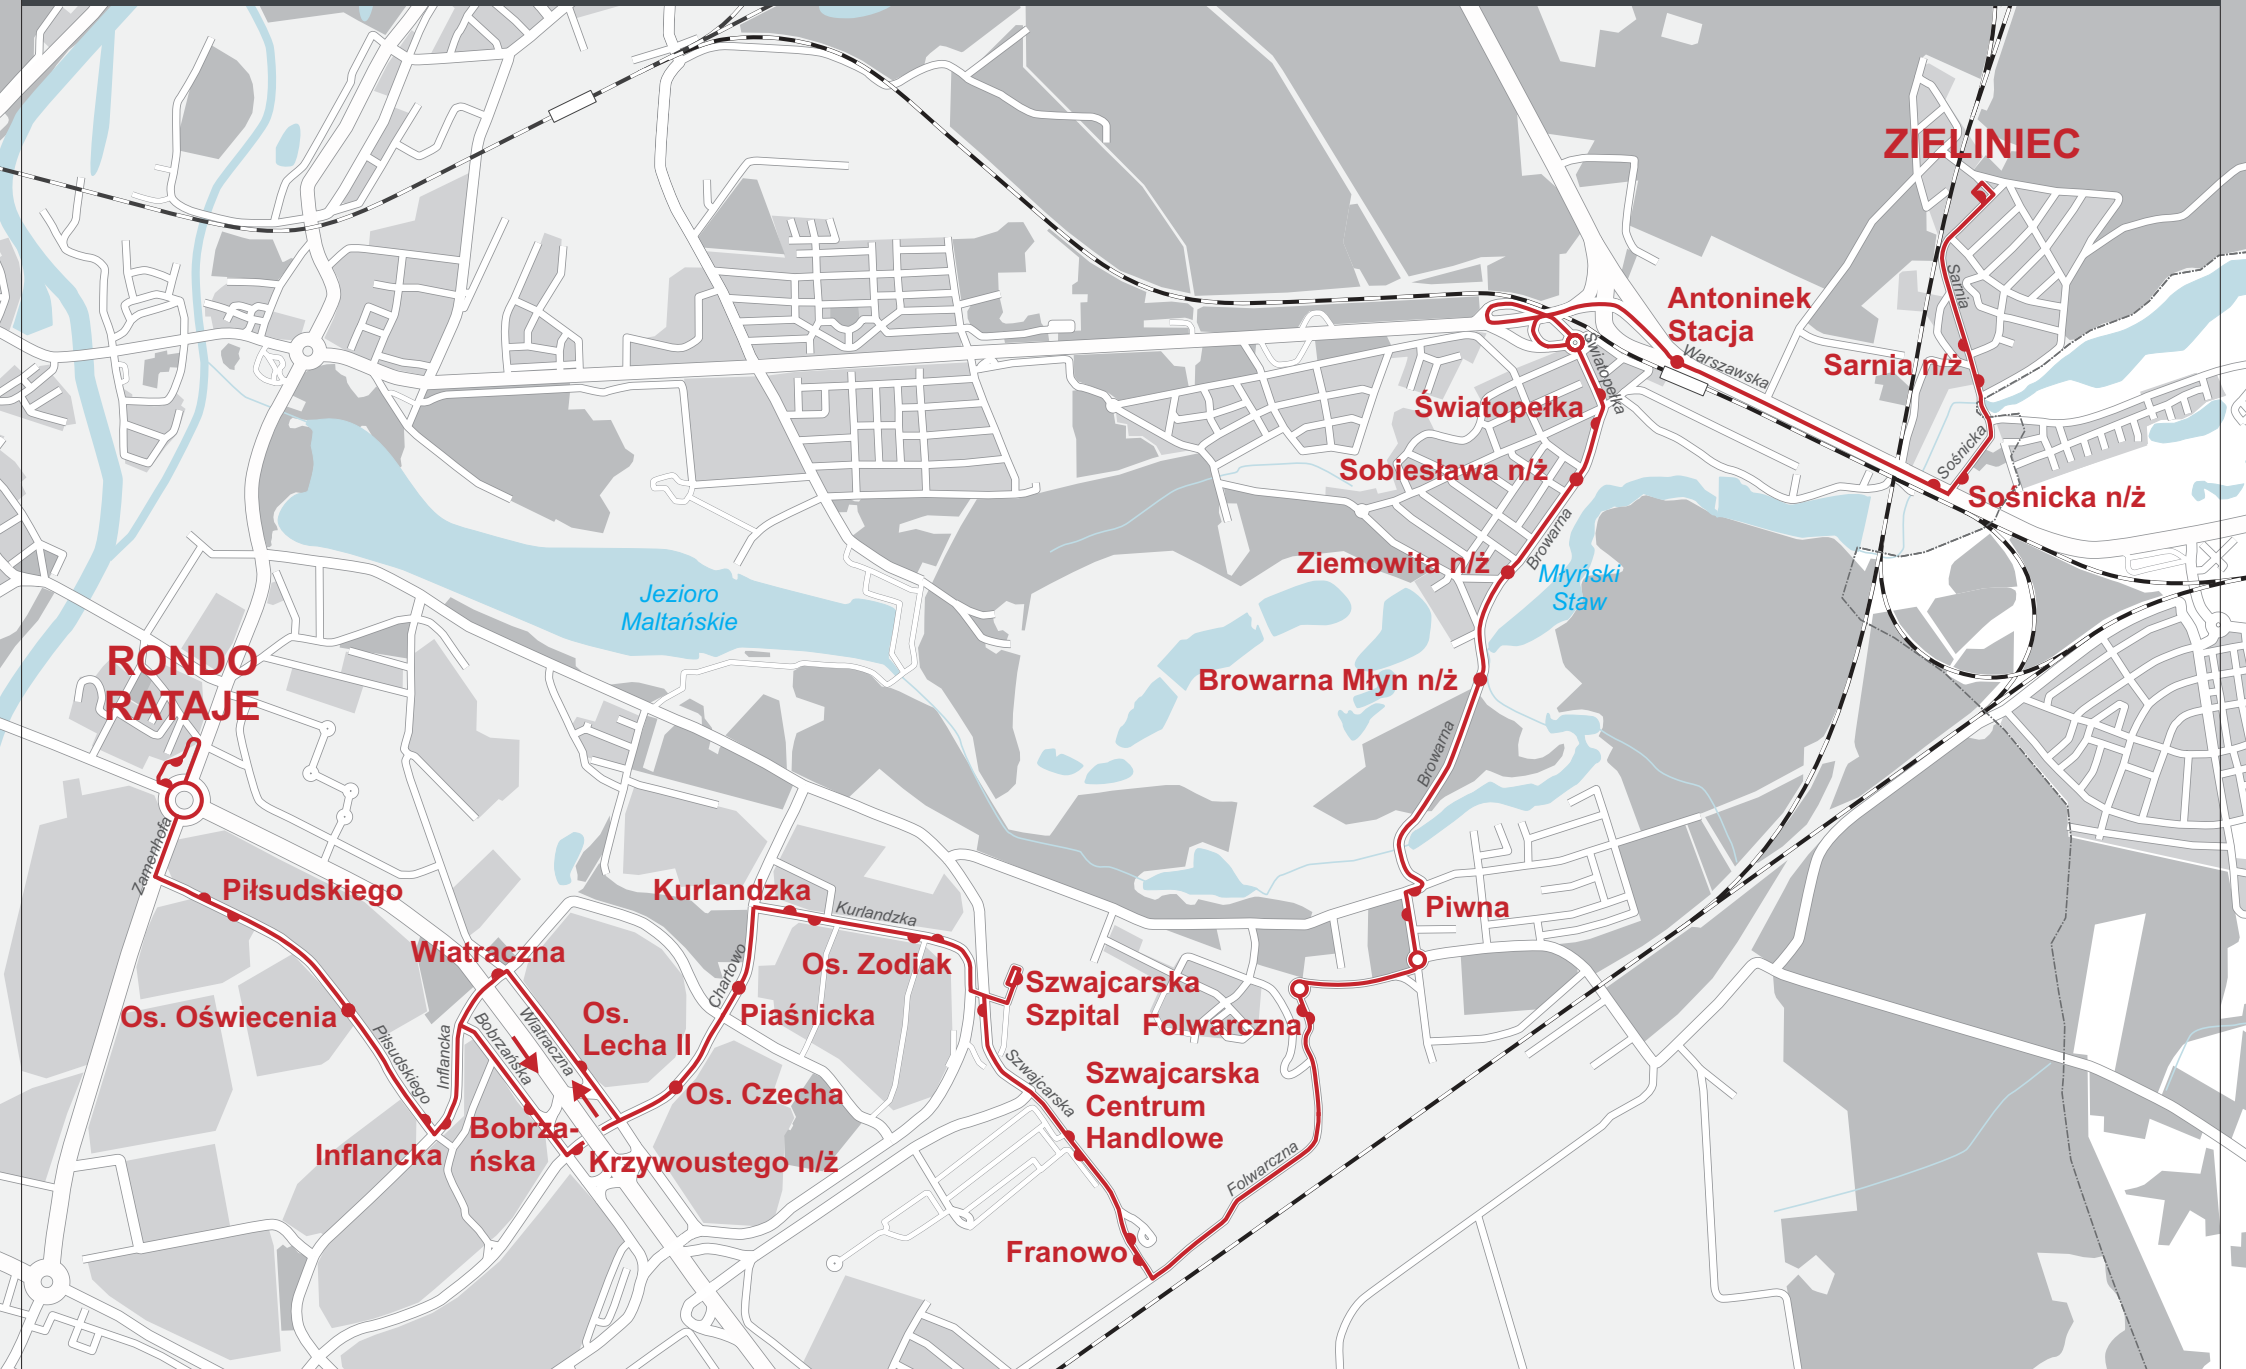 ZIELINIEC
Antoninek
Stacja
Warszawska
Sarnia
Sarnia n/ż
Światopełka
Światopełka
Sobiesława n/ż
Sośnicka
Sośnicka n/ż
Browarna
Ziemowita n/ż
Młyński
Staw
Jezioro
Maltańskie
RONDO
RATAJE
Browarna Młyn n/ż
Browarna
Zamenhofa
Piłsudskiego
Kurlandzka
Kurlandzka
Piwna
Wiatraczna
Os. Zodiak
Chartowo
Szwajcarska
Szpital
Os. Oświecenia
Piłsudskiego
Inflancka
Bobrzańska
Wiatraczna
Os.
Lecha II
Piaśnicka
Folwarczna
Szwajcarska
Szwajcarska
Centrum
Handlowe
Os. Czecha
Inflancka
Bobrza-
ńska
Krzywoustego n/ż
Folwarczna
Franowo